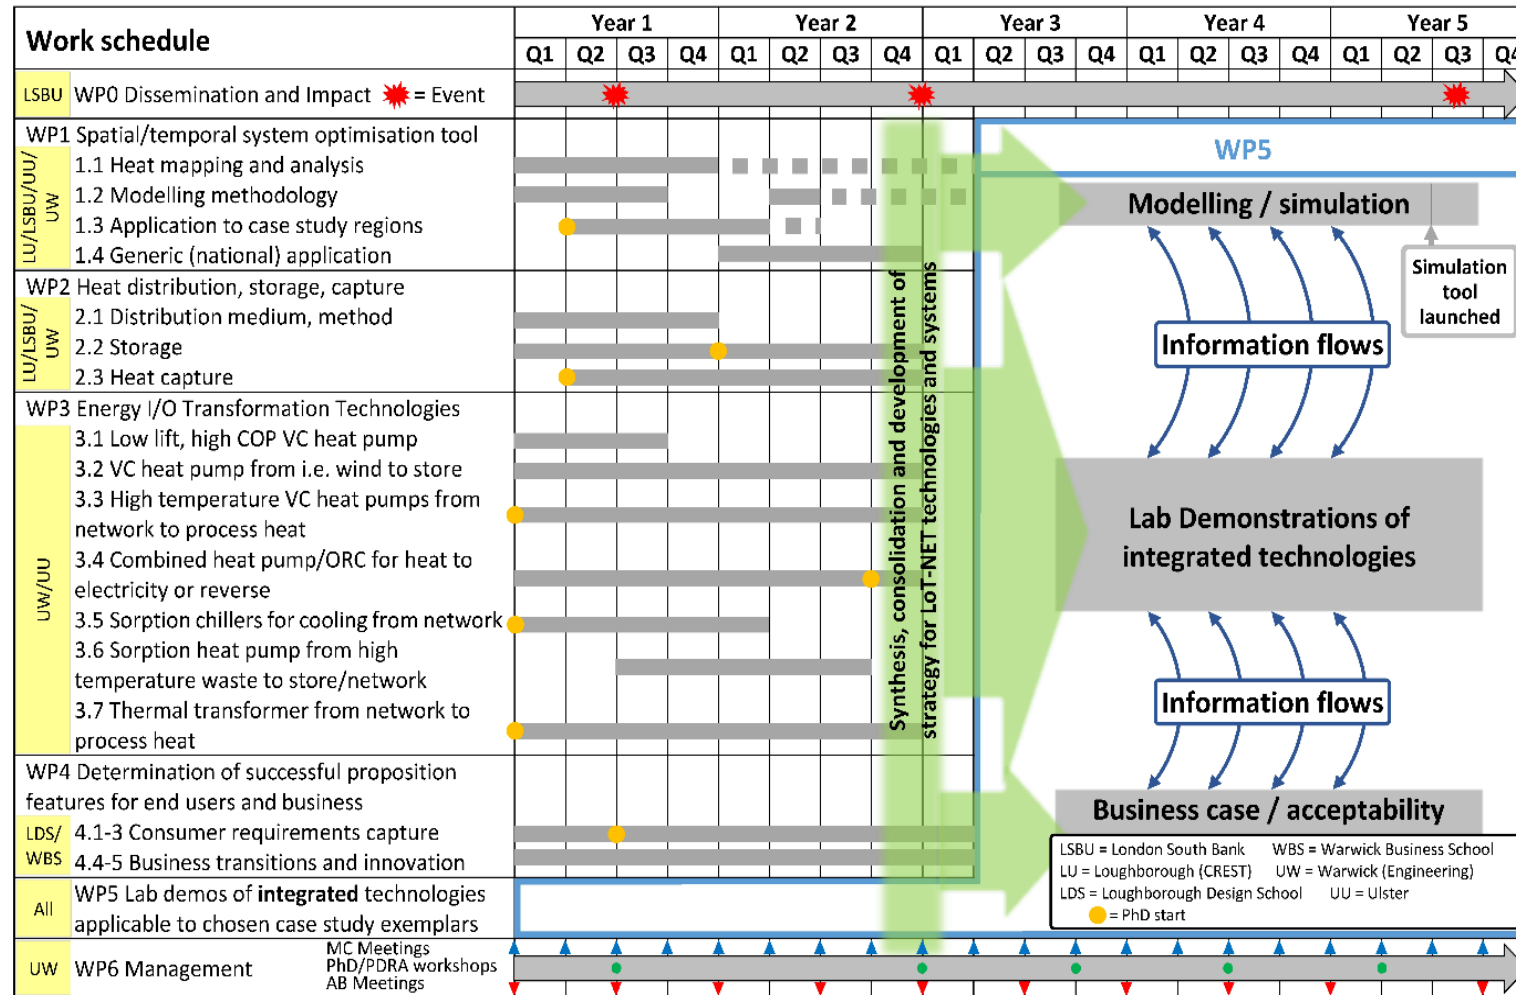 Work schedule
Year 1 Year 2 Year 3 Year 4 Year 5
Q1 Q2 Q3 Q4 Q1 Q2 Q3 Q4 Q1 Q2 Q3 Q4 Q1 Q2 Q3 Q4 Q1 Q2 Q3 Q4
LSBU WP0 Dissemination and Impact = Event
WP1 Spatial/temporal system optimisation tool
LU/LSBU/UU/
UW
1.1 Heat mapping and analysis
1.2 Modelling methodology
1.3 Application to case study regions
1.4 Generic (national) application
WP2 Heat distribution, storage, capture
LU/LSBU/
UW
2.1 Distribution medium, method
2.2 Storage
2.3 Heat capture
WP3 Energy I/O Transformation Technologies
UW/UU
3.1 Low lift, high COP VC heat pump
3.2 VC heat pump from i.e. wind to store
3.3 High temperature VC heat pumps from
network to process heat
3.4 Combined heat pump/ORC for heat to
electricity or reverse
3.5 Sorption chillers for cooling from network
3.6 Sorption heat pump from high
temperature waste to store/network
3.7 Thermal transformer from network to
process heat
WP4 Determination of successful proposition
features for end users and business
LDS/
WBS
4.1-3 Consumer requirements capture
4.4-5 Business transitions and innovation
All
WP5 Lab demos of integrated technologies
applicable to chosen case study exemplars
UW WP6 Management
MC Meetings
PhD/PDRA workshops
AB Meetings
Synthesis, consolidation and development of
strategy for LoT-NET technologies and systems
WP5
Modelling / simulation
Simulation
tool
launched
Information flows
Lab Demonstrations of
integrated technologies
Information flows
Business case / acceptability
LSBU = London South Bank WBS = Warwick Business School
LU = Loughborough (CREST) UW = Warwick (Engineering)
LDS = Loughborough Design School UU = Ulster
= PhD start